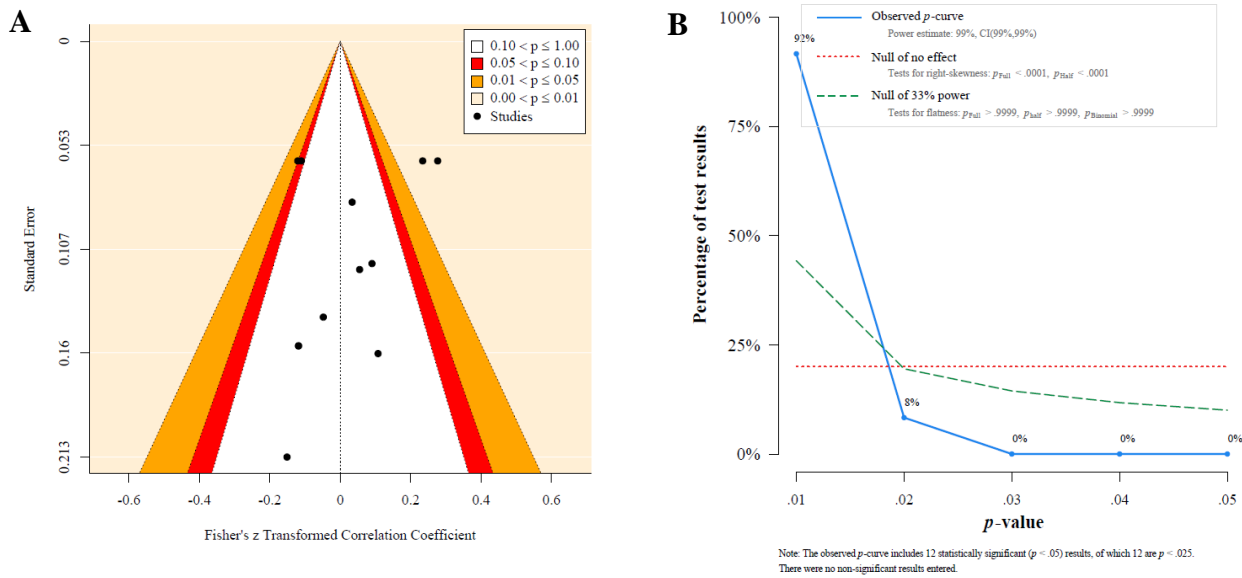 A
0.10 < p ≤ 1.00
0.05 < p ≤ 0.10
0.01 < p ≤ 0.05
0.00 < p ≤ 0.01
Studies
Standard Error
0
0.053
0.107
0.16
0.213
-0.6
-0.4
-0.2
0
0.2
0.4
0.6
Fisher's z Transformed Correlation Coefficient
B
Observed p-curve
Power estimate: 99%, CI(99%,99%)
Null of no effect
Tests for right-skewness: pFull < .0001, pHalf < .0001
Null of 33% power
Tests for flatness: pFull > .9999, phalf > .9999, pBinomial > .9999
Percentage of test results
100%
75%
50%
25%
0%
92%
8%
0%
0%
0%
.01
.02
.03
.04
.05
p-value
Note: The observed p-curve includes 12 statistically significant (p < .05) results, of which 12 are p < .025.
There were no non-significant results entered.